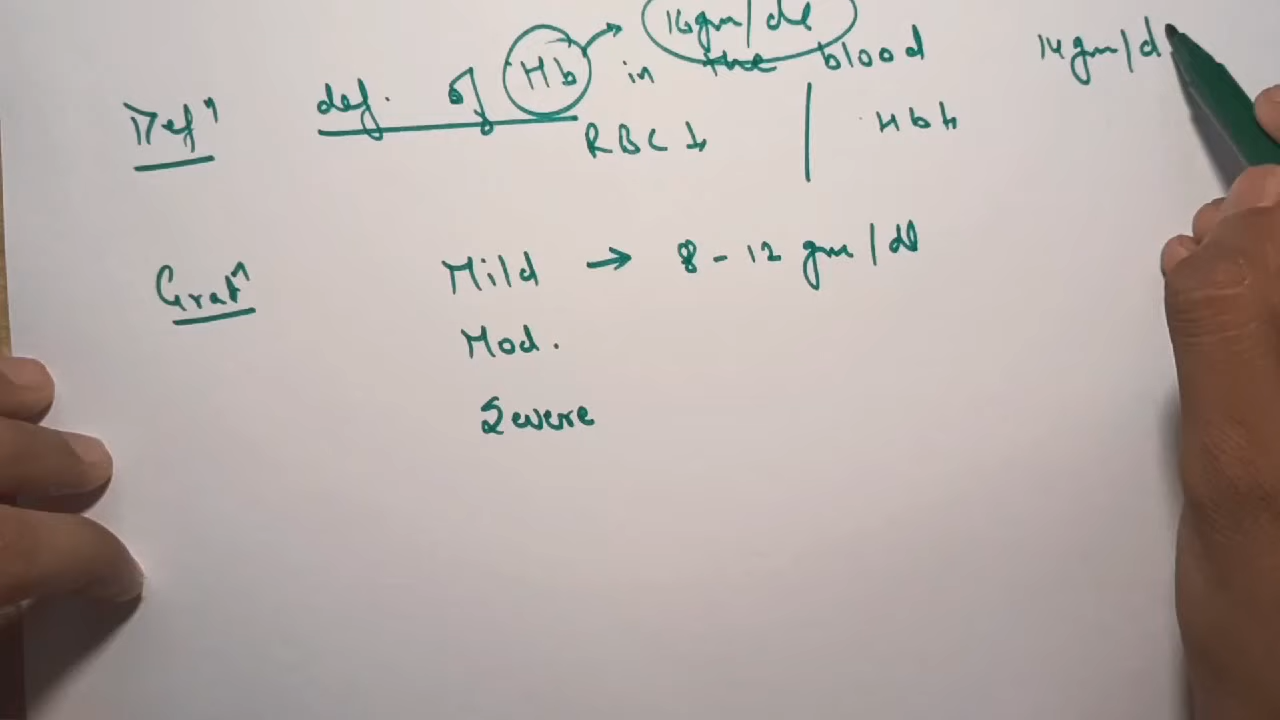 16gm/dl
14gm/d
Defⁿ def. of Hb in the blood
RBC ↓ | Hb ↓
Mild → 8-12 gm/dl
Mod.
Severe